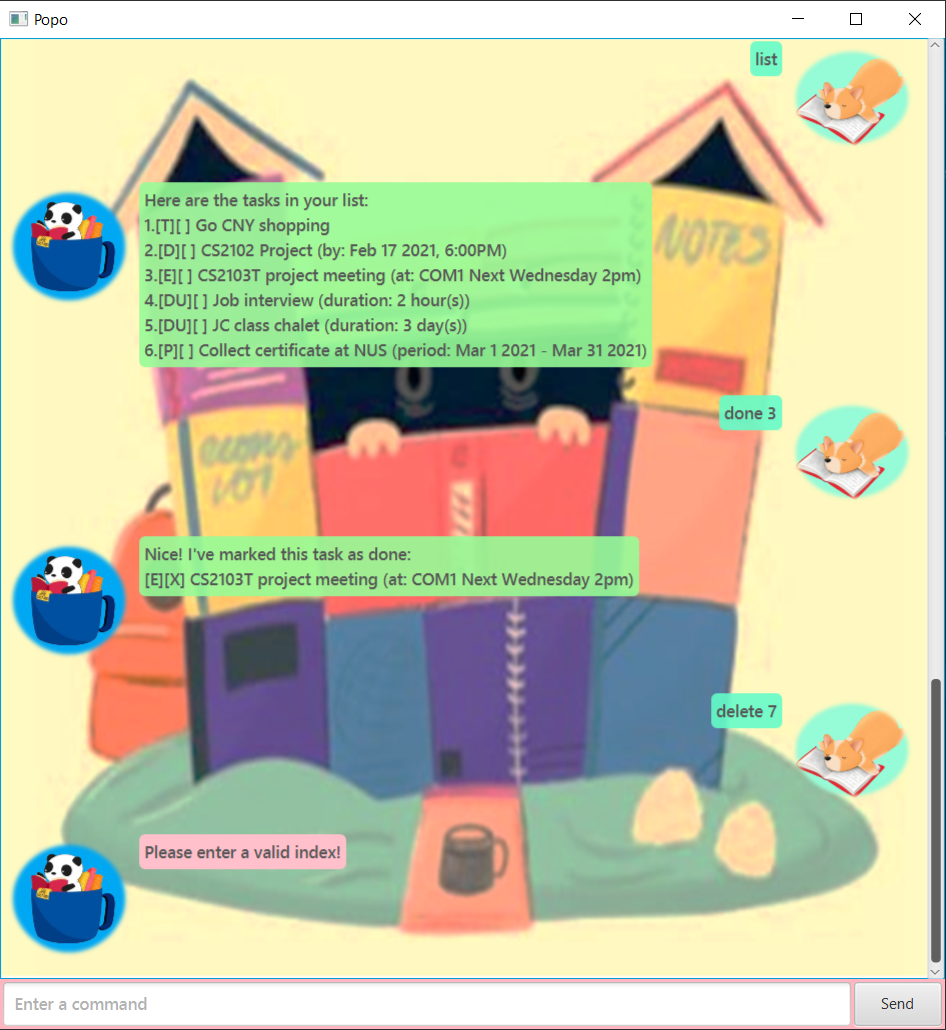 Popo
list
Here are the tasks in your list:
1.[T][ ] Go CNY shopping
2.[D][ ] CS2102 Project (by: Feb 17 2021, 6:00PM)
3.[E][ ] CS2103T project meeting (at: COM1 Next Wednesday 2pm)
4.[DU][ ] Job interview (duration: 2 hour(s))
5.[DU][ ] JC class chalet (duration: 3 day(s))
6.[P][ ] Collect certificate at NUS (period: Mar 1 2021 - Mar 31 2021)
NOTES
done 3
Nice! I've marked this task as done:
[E][X] CS2103T project meeting (at: COM1 Next Wednesday 2pm)
delete 7
Please enter a valid index!
Enter a command
Send